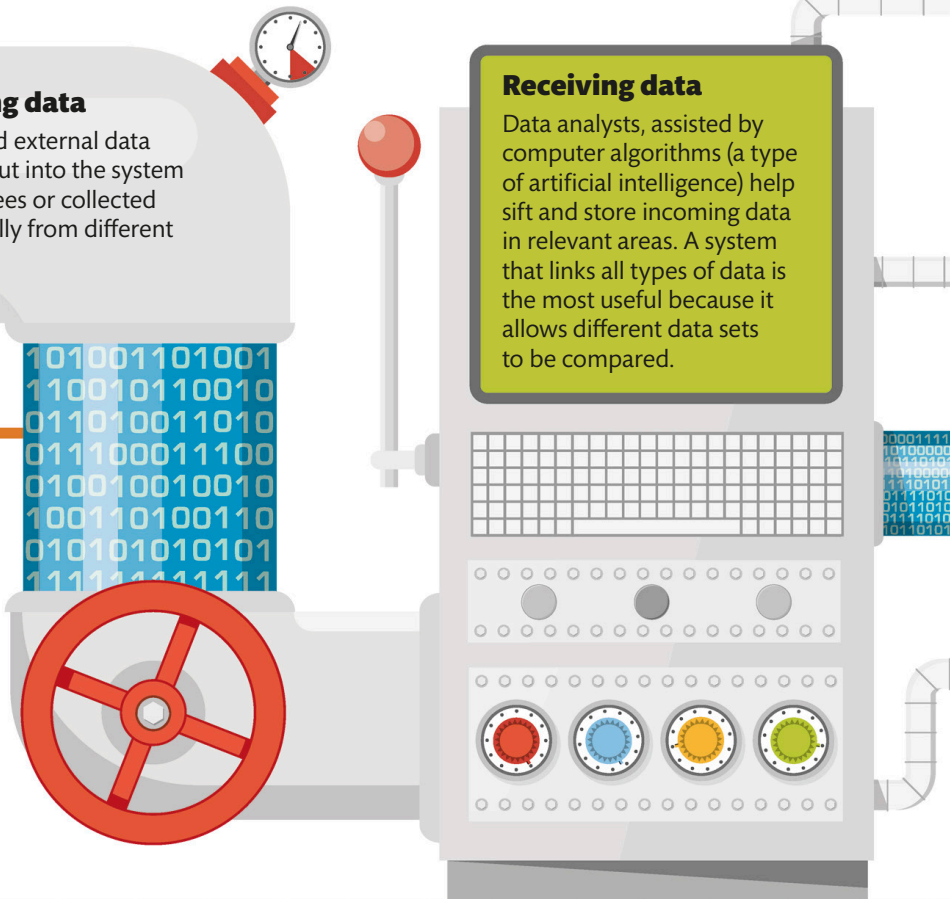 ng data
d external data
ut into the system
ees or collected
lly from different
Receiving data
Data analysts, assisted by
computer algorithms (a type
of artificial intelligence) help
sift and store incoming data
in relevant areas. A system
that links all types of data is
the most useful because it
allows different data sets
to be compared.
101001101001
110010110010
011010011010
011100011100
010010010010
100110100110
010101010101
111111111111